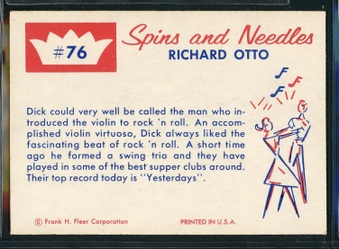 #76
Spins and Needles
RICHARD OTTO
Dick could very well be called the man who in-
troduced the violin to rock 'n roll. An accom-
plished violin virtuoso, Dick always liked the
fascinating beat of rock 'n roll. A short time
ago he formed a swing trio and they have
played in some of the best supper clubs around.
Their top record today is "Yesterdays".
© Frank H. Fleer Corporation
PRINTED IN U.S.A.